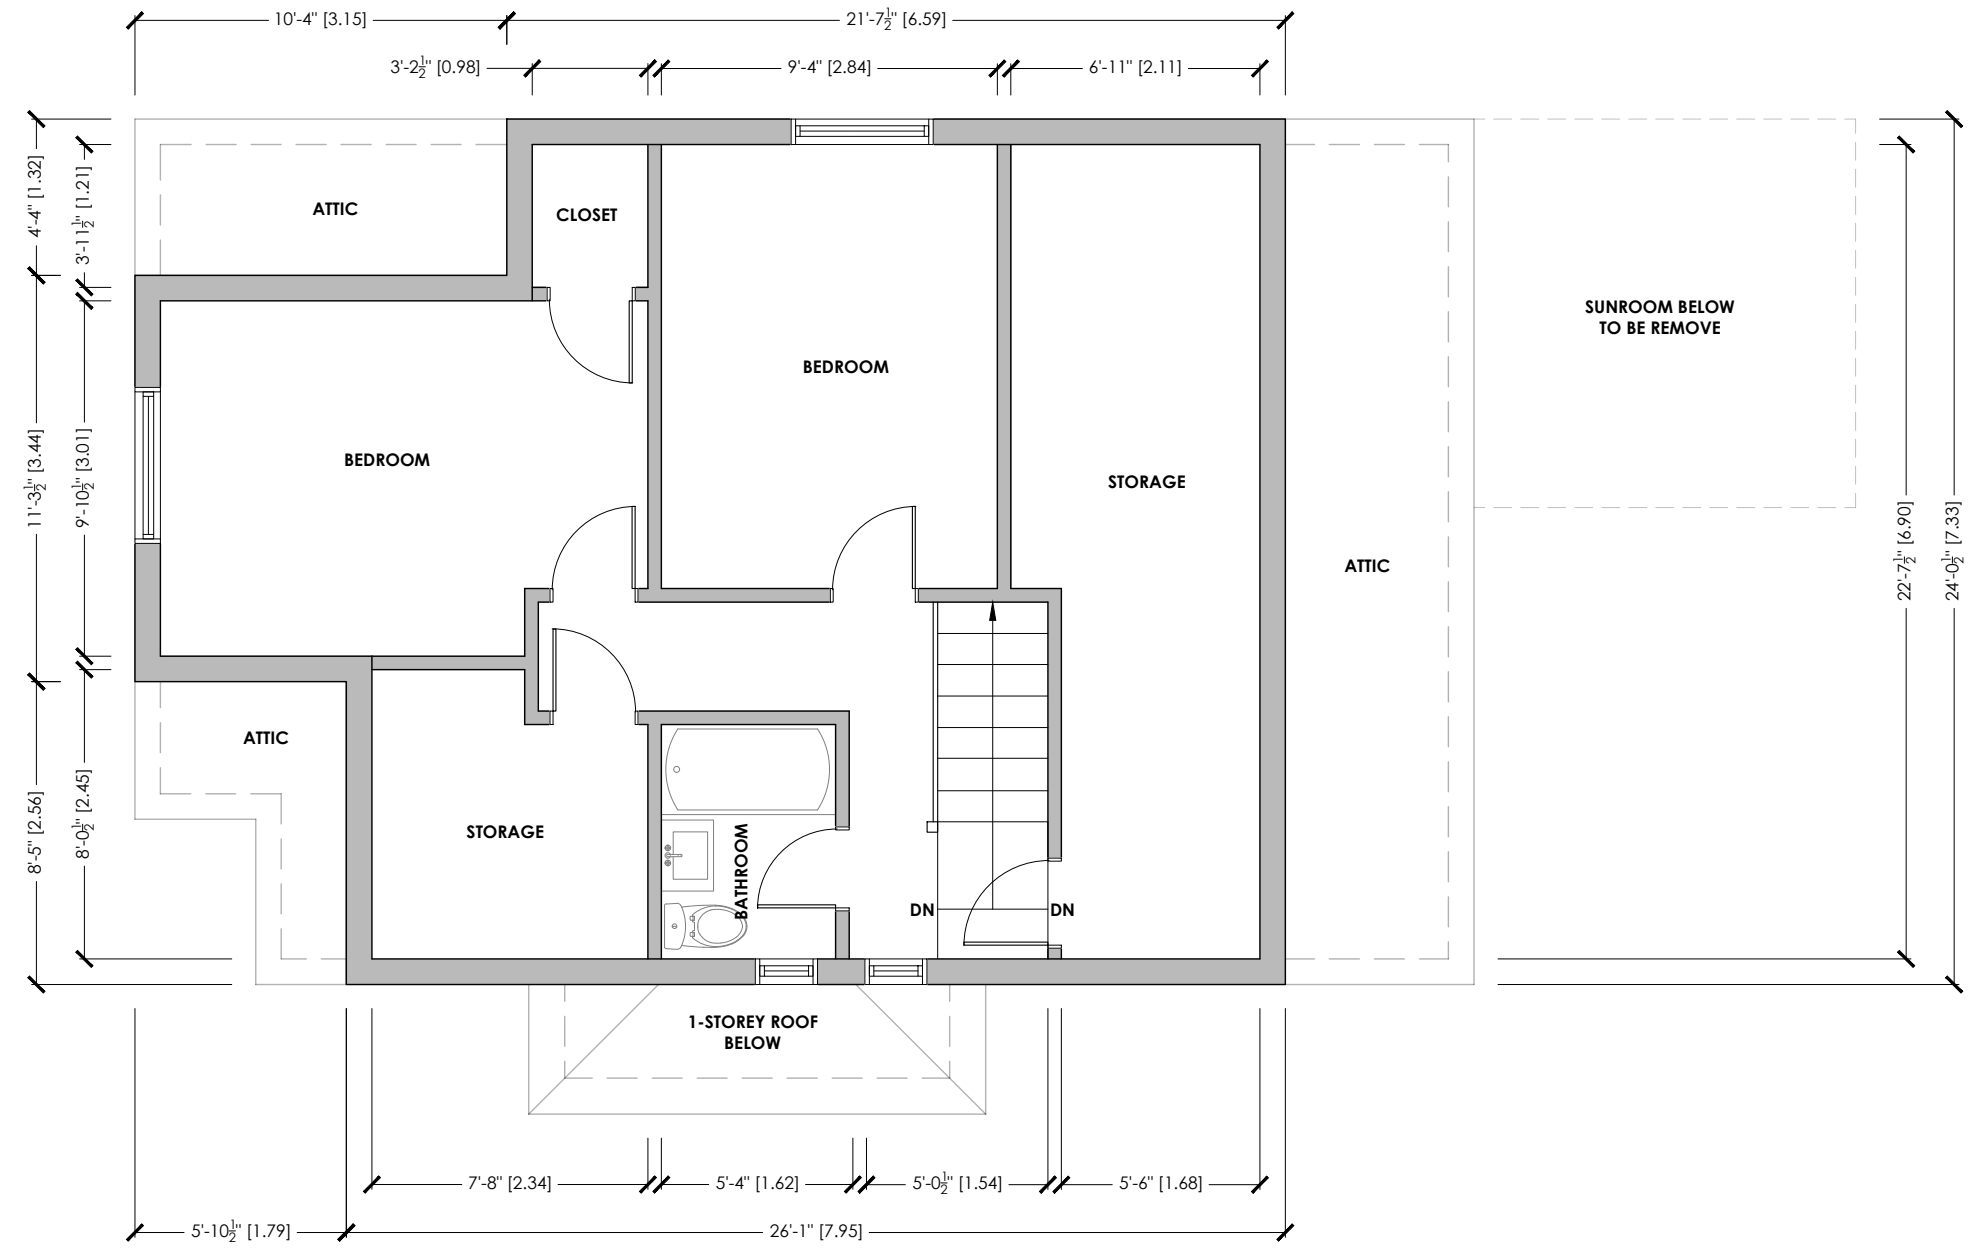 10'-4" [3.15]
21'-7½" [6.59]
3'-2½" [0.98]
9'-4" [2.84]
6'-11" [2.11]
4'-4" [1.32]
3'-11½" [1.21]
ATTIC
CLOSET
SUNROOM BELOW
TO BE REMOVE
BEDROOM
BEDROOM
STORAGE
11'-3½" [3.44]
9'-10½" [3.01]
ATTIC
22'-7½" [6.90]
24'-0½" [7.33]
ATTIC
8'-5" [2.56]
8'-0½" [2.45]
STORAGE
BATHROOM
DN
DN
1-STOREY ROOF
BELOW
7'-8" [2.34]
5'-4" [1.62]
5'-0½" [1.54]
5'-6" [1.68]
5'-10½" [1.79]
26'-1" [7.95]